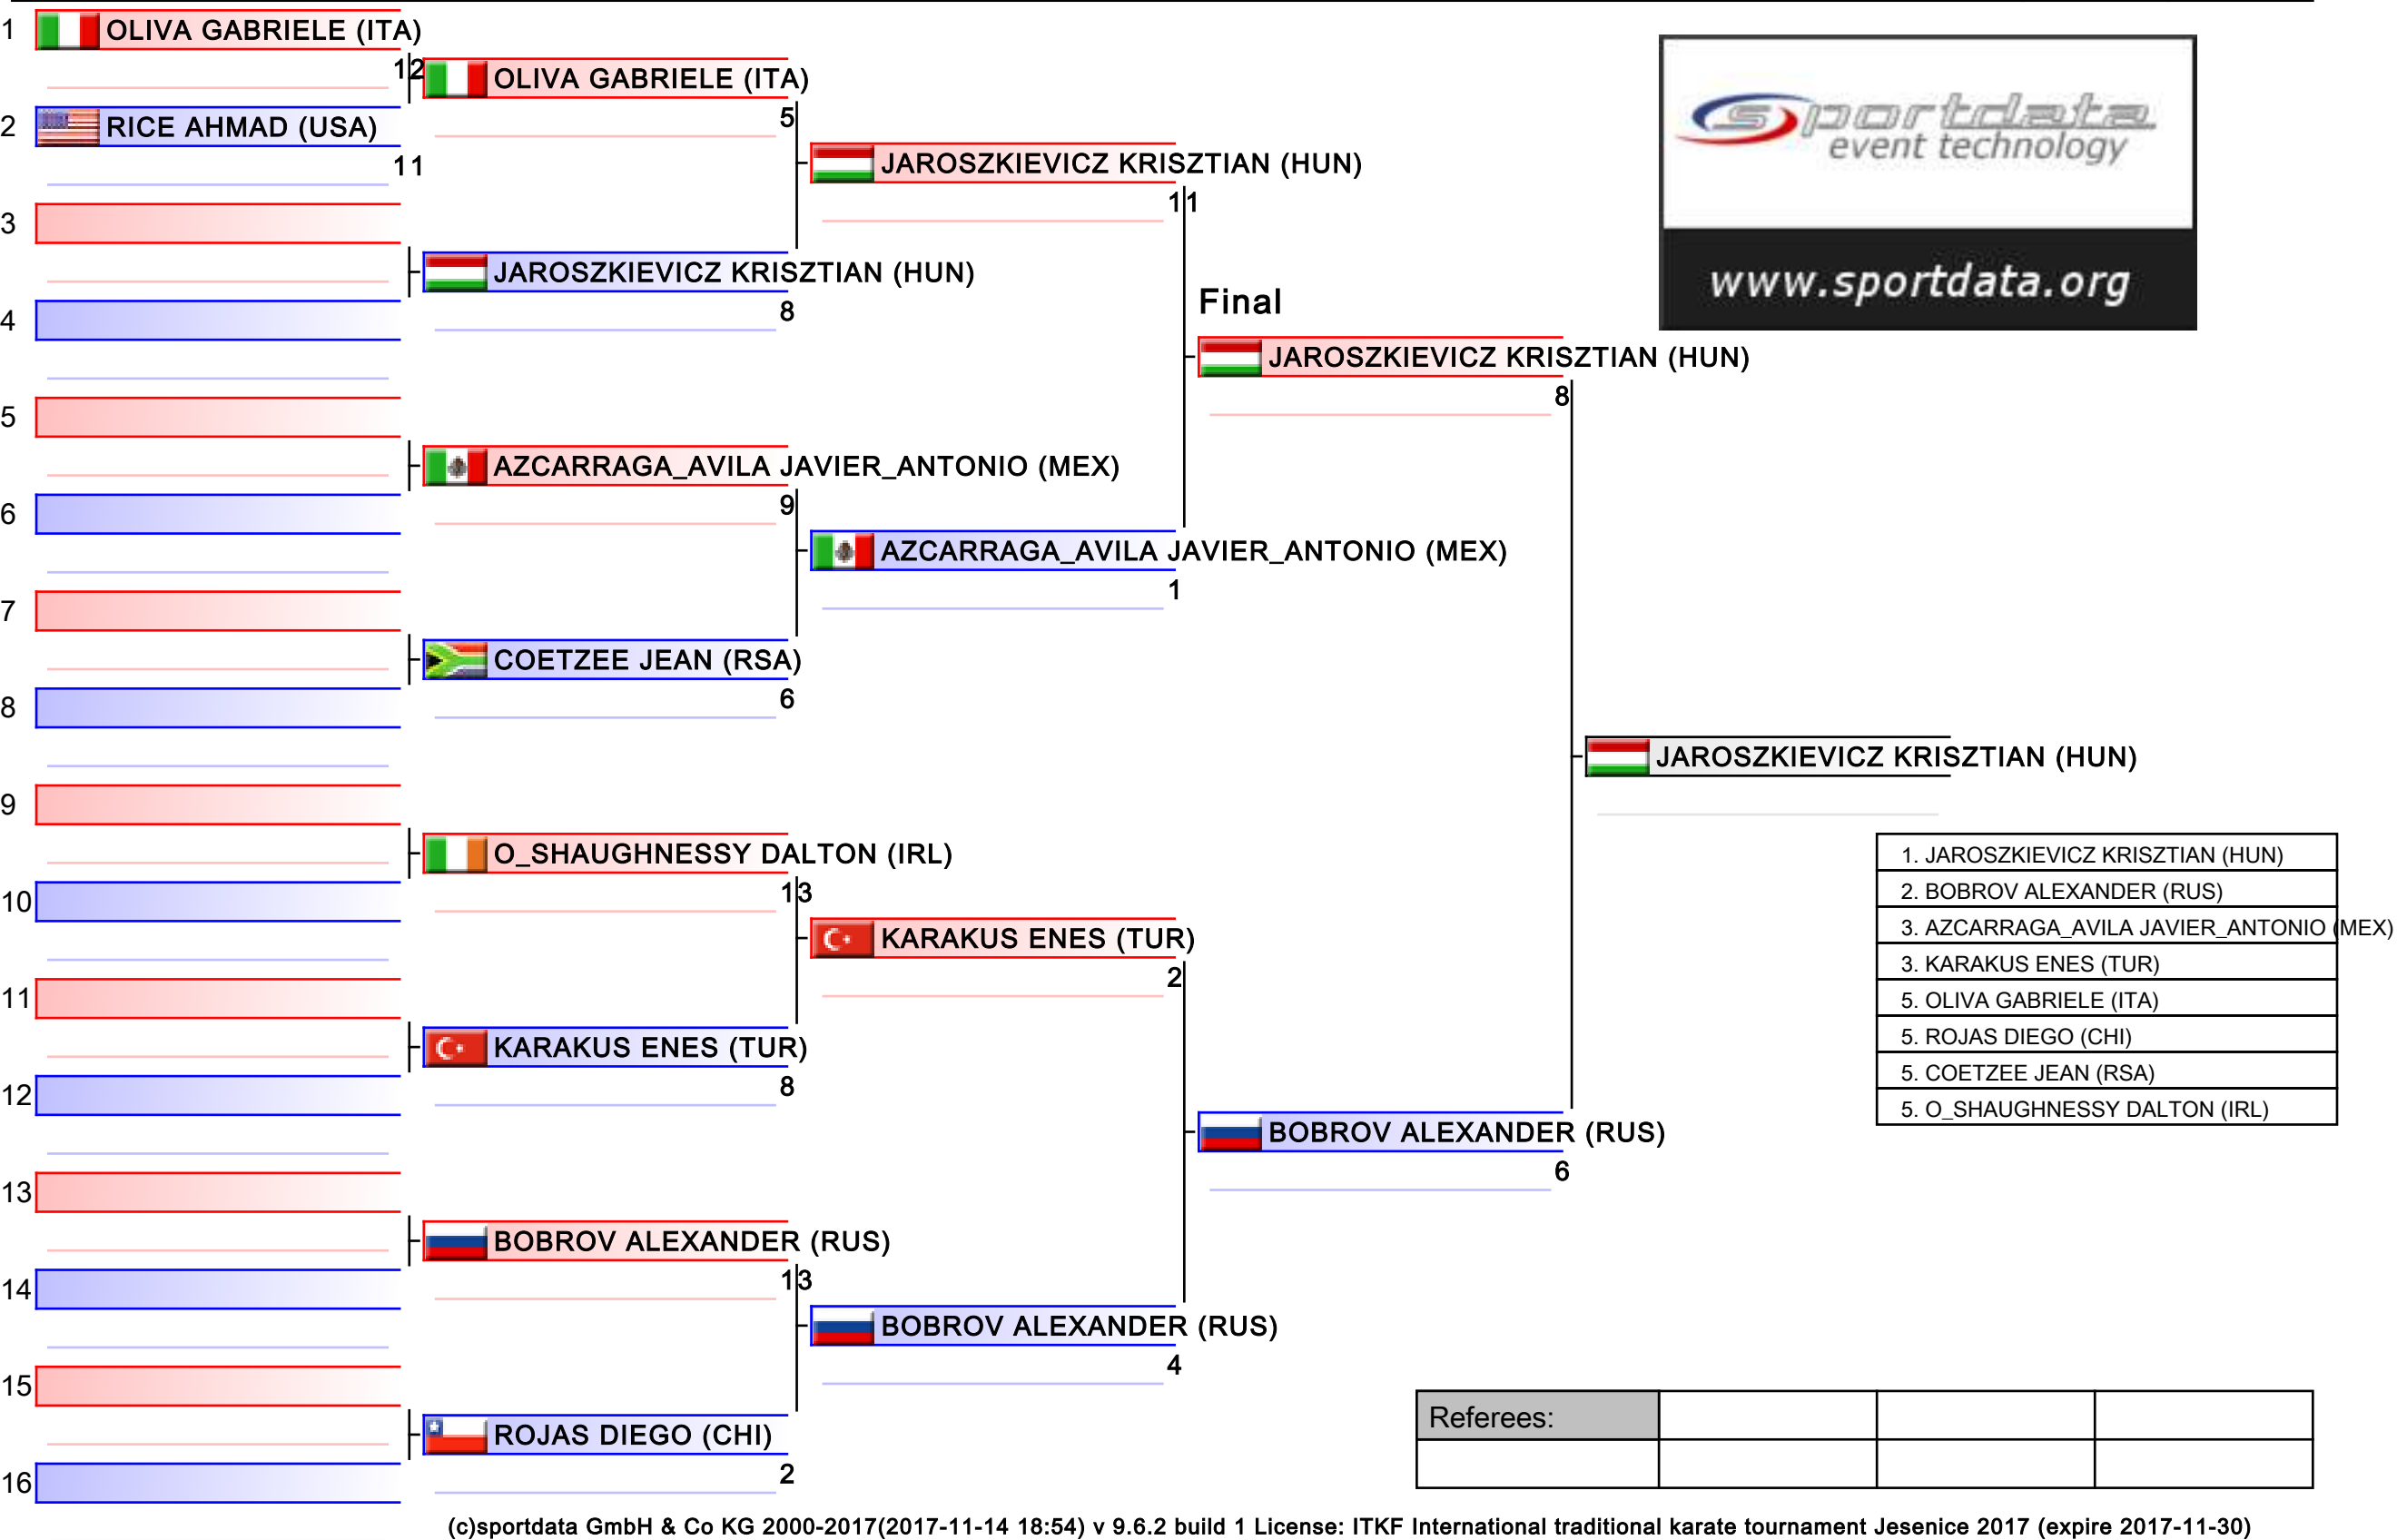 1 OLIVA GABRIELE (ITA)
12
OLIVA GABRIELE (ITA)
5
2 RICE AHMAD (USA)
11
sportdata
event technology
www.sportdata.org
JAROSZKIEVICZ KRISZTIAN (HUN)
11
3
JAROSZKIEVICZ KRISZTIAN (HUN)
8
4
Final
JAROSZKIEVICZ KRISZTIAN (HUN)
8
5
AZCARRAGA_AVILA JAVIER_ANTONIO (MEX)
9
6
AZCARRAGA_AVILA JAVIER_ANTONIO (MEX)
1
7
COETZEE JEAN (RSA)
6
8
JAROSZKIEVICZ KRISZTIAN (HUN)
9
O_SHAUGHNESSY DALTON (IRL)
13
10
KARAKUS ENES (TUR)
2
11
KARAKUS ENES (TUR)
8
12
1. JAROSZKIEVICZ KRISZTIAN (HUN)
2. BOBROV ALEXANDER (RUS)
3. AZCARRAGA_AVILA JAVIER_ANTONIO (MEX)
3. KARAKUS ENES (TUR)
5. OLIVA GABRIELE (ITA)
5. ROJAS DIEGO (CHI)
5. COETZEE JEAN (RSA)
5. O_SHAUGHNESSY DALTON (IRL)
BOBROV ALEXANDER (RUS)
6
13
BOBROV ALEXANDER (RUS)
13
14
BOBROV ALEXANDER (RUS)
4
15
ROJAS DIEGO (CHI)
2
16
Referees:
(c)sportdata GmbH & Co KG 2000-2017(2017-11-14 18:54) v 9.6.2 build 1 License: ITKF International traditional karate tournament Jesenice 2017 (expire 2017-11-30)